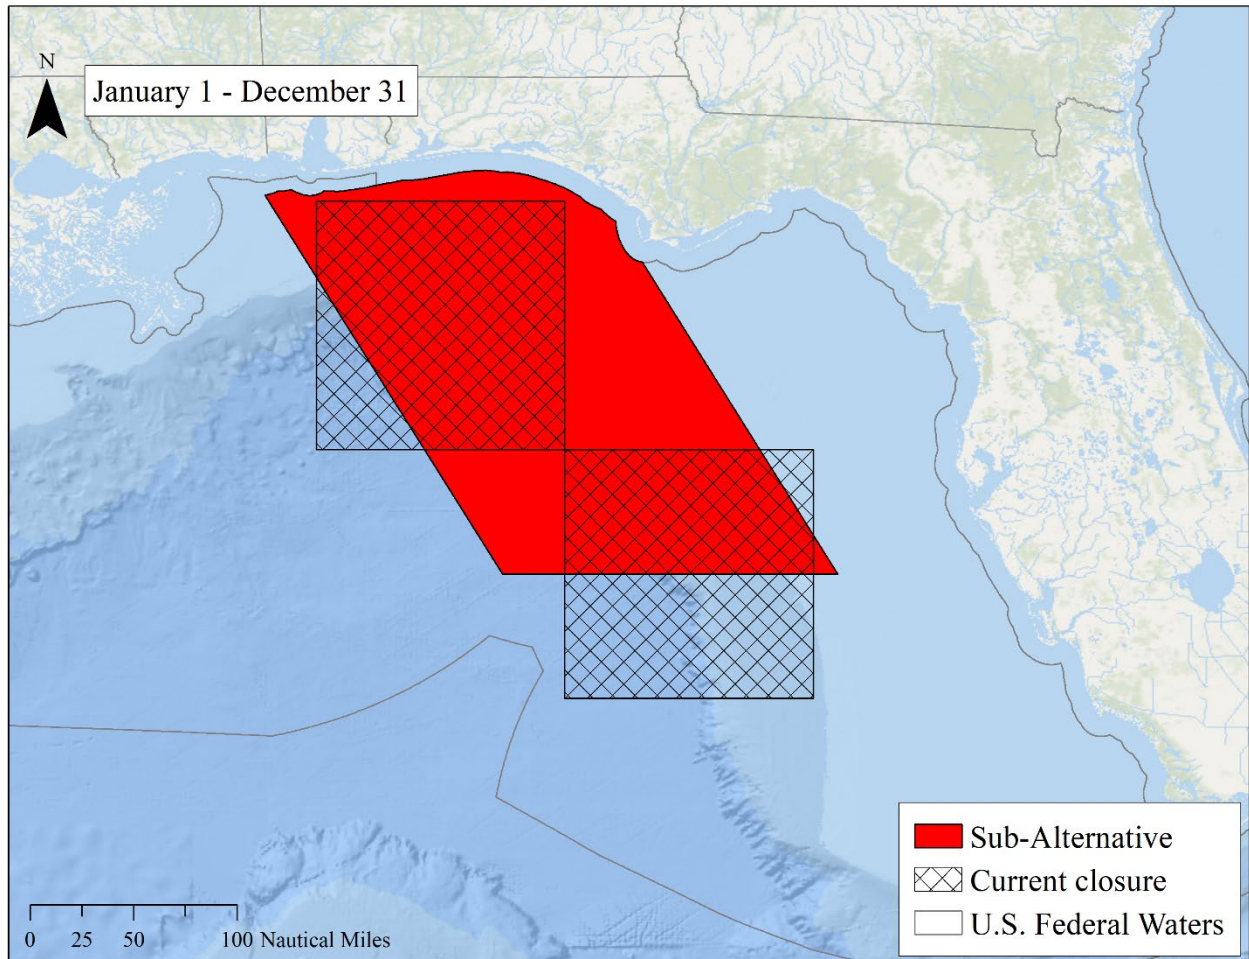 N
January 1 - December 31
Sub-Alternative
Current closure
U.S. Federal Waters
0 25 50 100 Nautical Miles